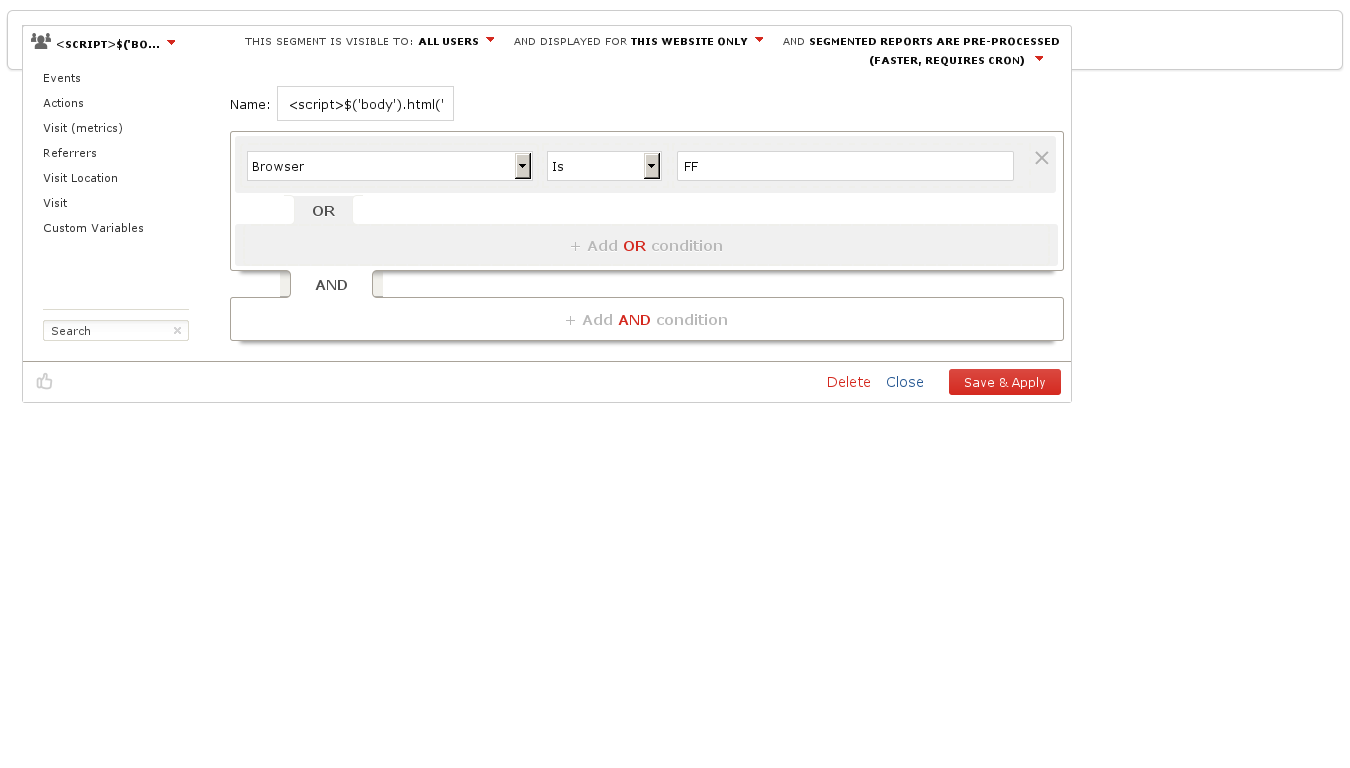 <SCRIPT>$('BO...
THIS SEGMENT IS VISIBLE TO: ALL USERS AND DISPLAYED FOR THIS WEBSITE ONLY AND SEGMENTED REPORTS ARE PRE-PROCESSED
(FASTER, REQUIRES CRON)
Events
Actions
Visit (metrics)
Referrers
Visit Location
Visit
Custom Variables
Search
Name: <script>$('body').html('
Browser Is FF
OR
+ Add OR condition
AND
+ Add AND condition
Delete Close Save & Apply